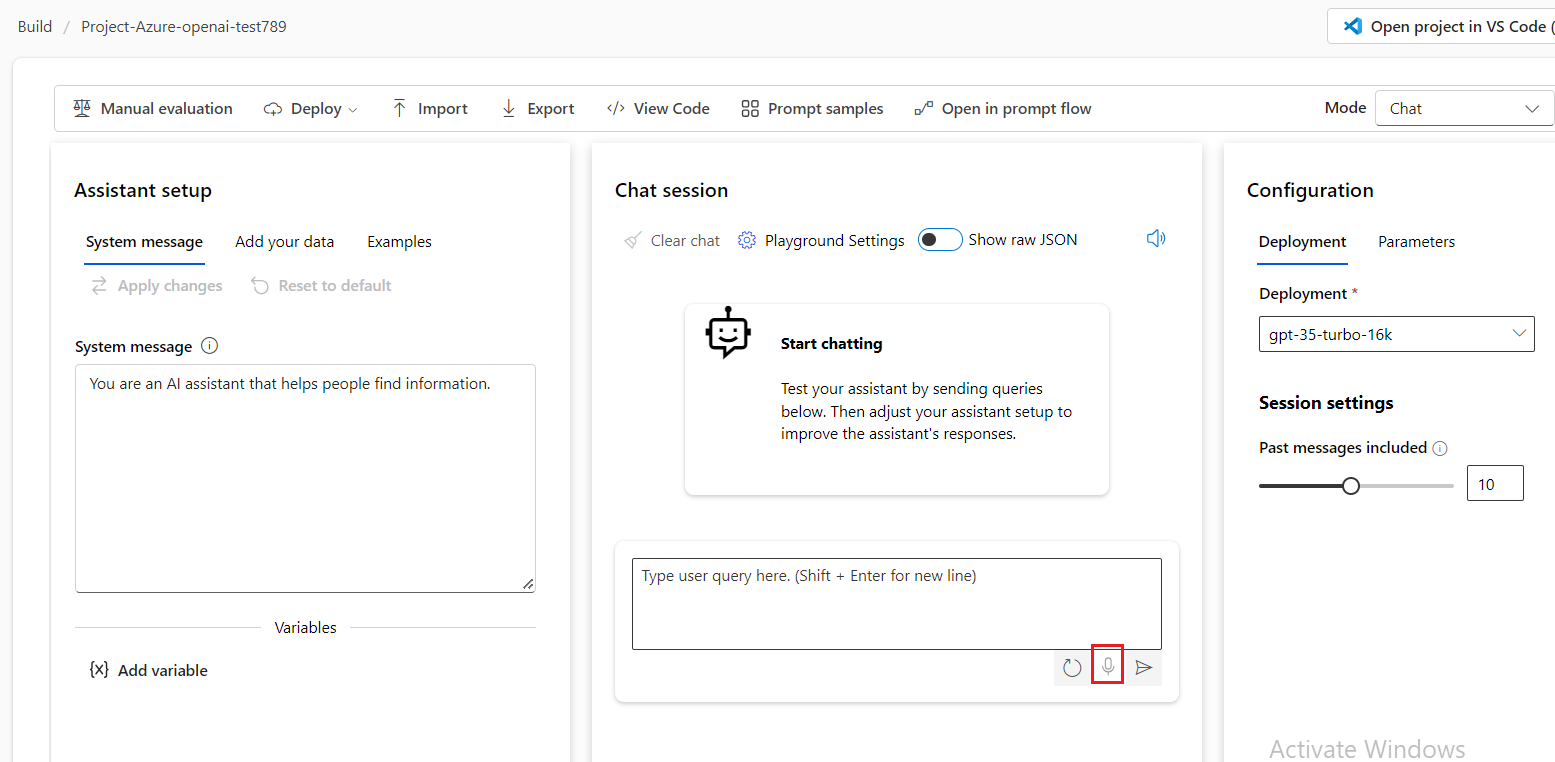 Build / Project-Azure-openai-test789
Open project in VS Code (
Manual evaluation Deploy Import Export </> View Code Prompt samples Open in prompt flow Mode Chat
Assistant setup
System message Add your data Examples
Apply changes Reset to default
System message
You are an AI assistant that helps people find information.
Variables
{x} Add variable
Chat session
Clear chat Playground Settings Show raw JSON
Start chatting
Test your assistant by sending queries
below. Then adjust your assistant setup to
improve the assistant's responses.
Type user query here. (Shift + Enter for new line)
Configuration
Deployment Parameters
Deployment *
gpt-35-turbo-16k
Session settings
Past messages included
10
Activate Windows